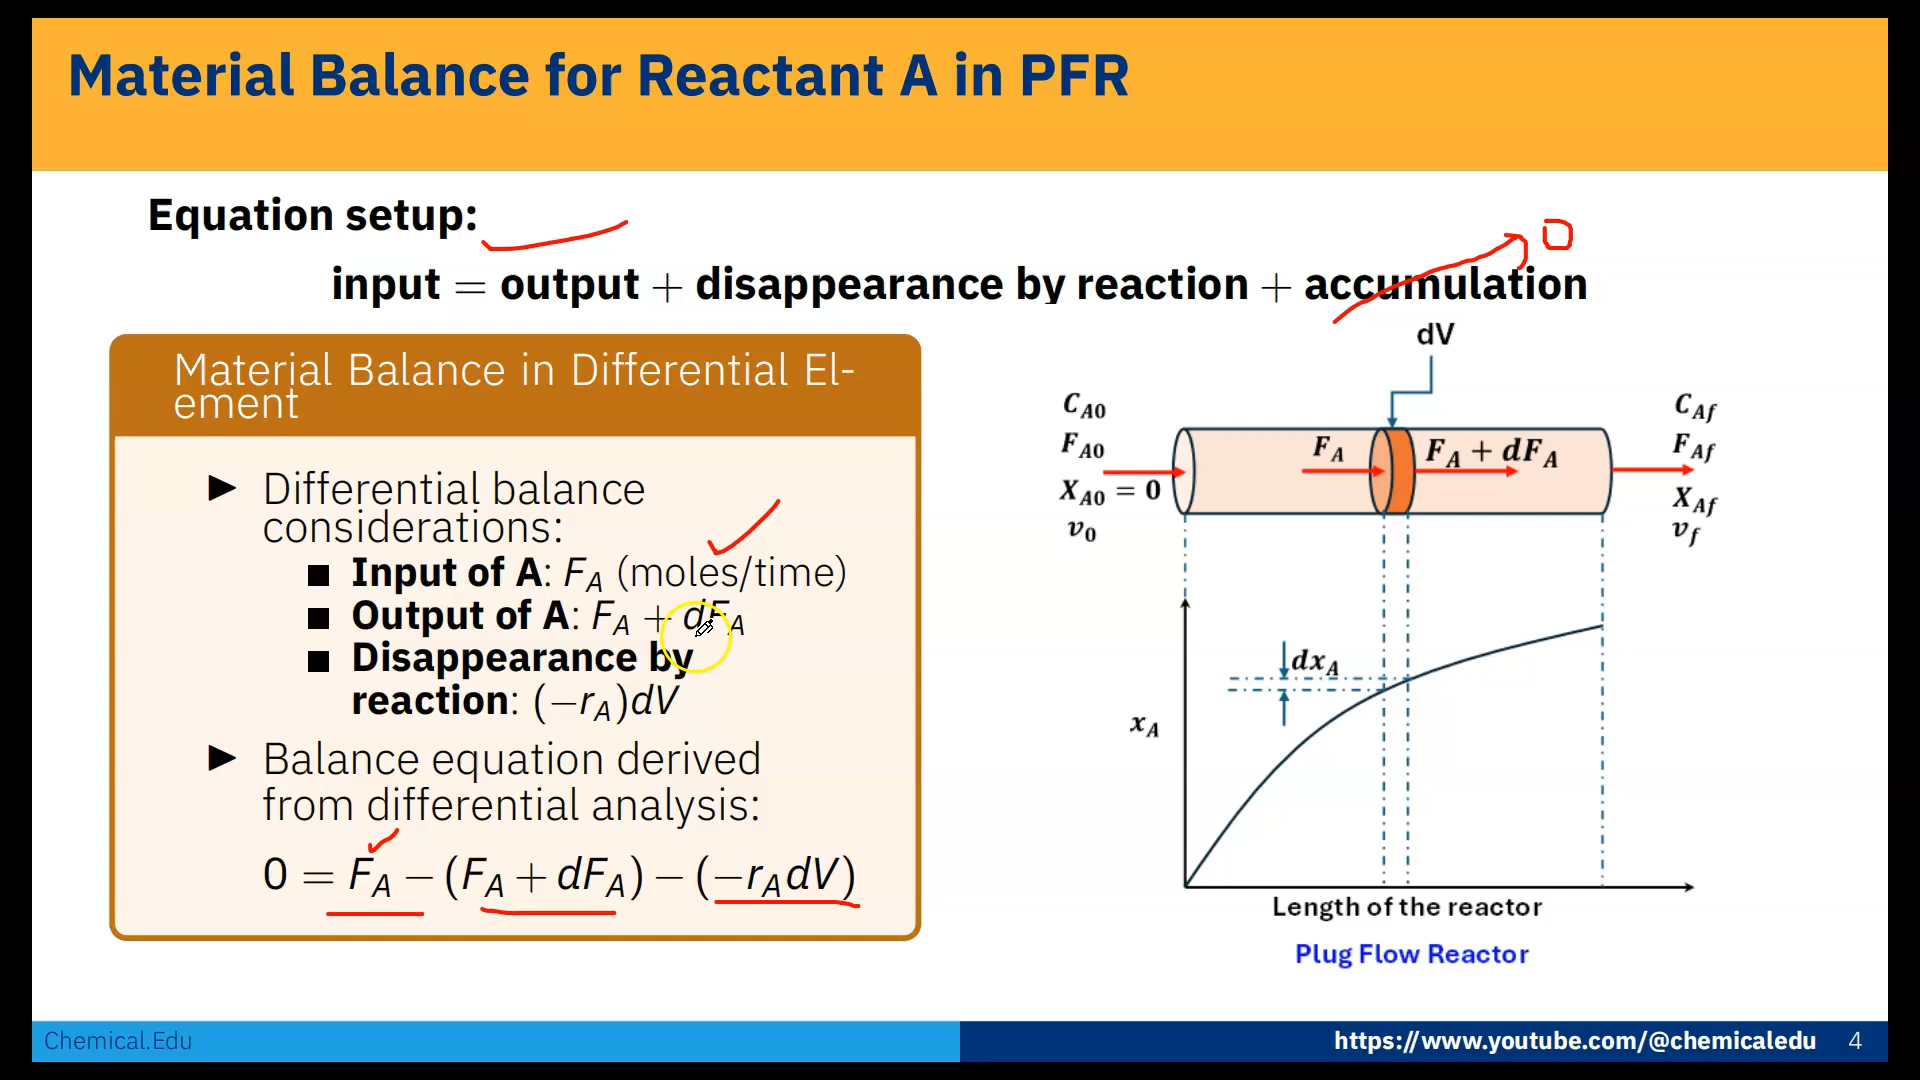 Material Balance for Reactant A in PFR
Equation setup:
input = output + disappearance by reaction + accumulation
0
Material Balance in Differential El-
ement
▶ Differential balance
considerations:
■ Input of A: F_A (moles/time)
■ Output of A: F_A + dF_A
■ Disappearance by
reaction: (−r_A)dV
▶ Balance equation derived
from differential analysis:
0 = F_A − (F_A + dF_A) − (−r_A dV)
dV
C_A0
F_A0
X_A0 = 0
v_0
F_A
F_A + dF_A
C_Af
F_Af
X_Af
v_f
dx_A
x_A
Length of the reactor
Plug Flow Reactor
Chemical.Edu
https://www.youtube.com/@chemicaledu 4